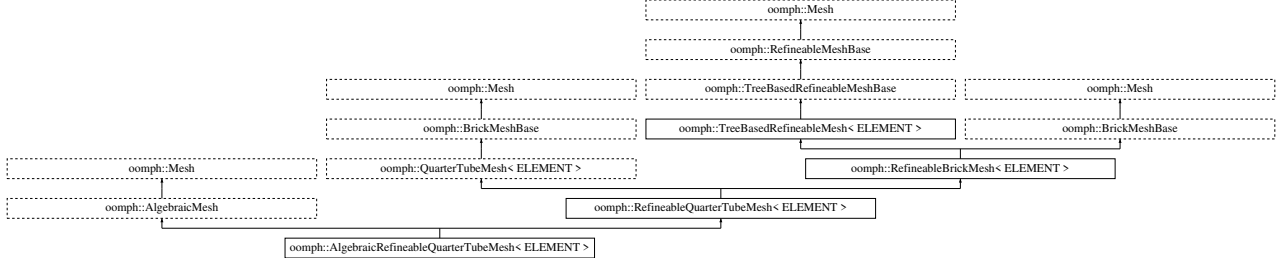 oomph::Mesh
oomph::RefineableMeshBase
oomph::Mesh
oomph::TreeBasedRefineableMeshBase
oomph::Mesh
oomph::BrickMeshBase
oomph::TreeBasedRefineableMesh< ELEMENT >
oomph::BrickMeshBase
oomph::Mesh
oomph::QuarterTubeMesh< ELEMENT >
oomph::RefineableBrickMesh< ELEMENT >
oomph::AlgebraicMesh
oomph::RefineableQuarterTubeMesh< ELEMENT >
oomph::AlgebraicRefineableQuarterTubeMesh< ELEMENT >